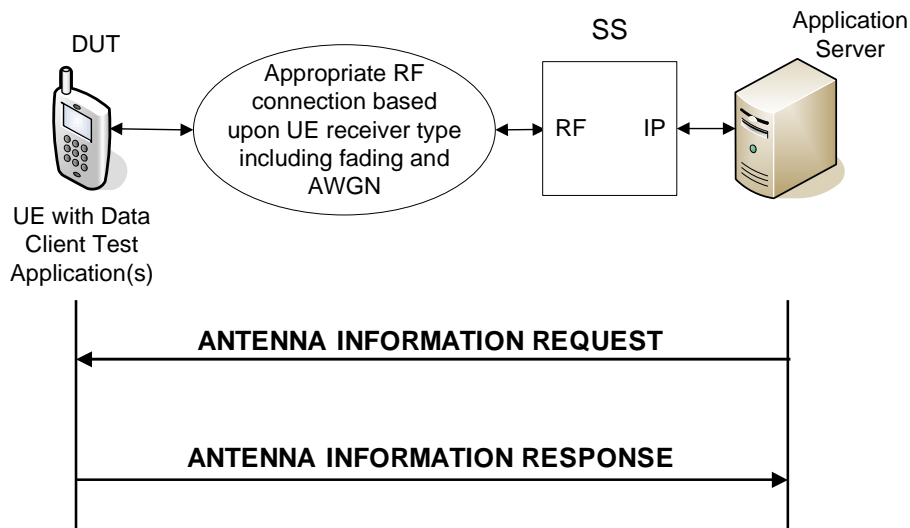 DUT
SS
Application
Server
Appropriate RF
connection based
upon UE receiver type
including fading and
AWGN
RF
IP
UE with Data
Client Test
Application(s)
ANTENNA INFORMATION REQUEST
ANTENNA INFORMATION RESPONSE